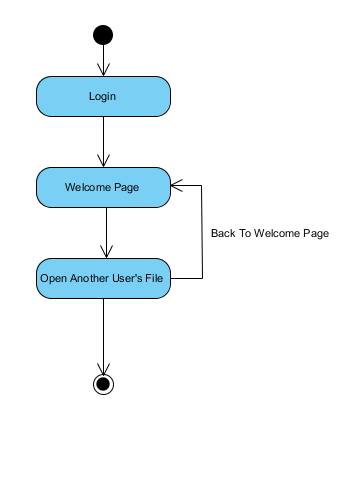 Login
Welcome Page
Back To Welcome Page
Open Another User's File